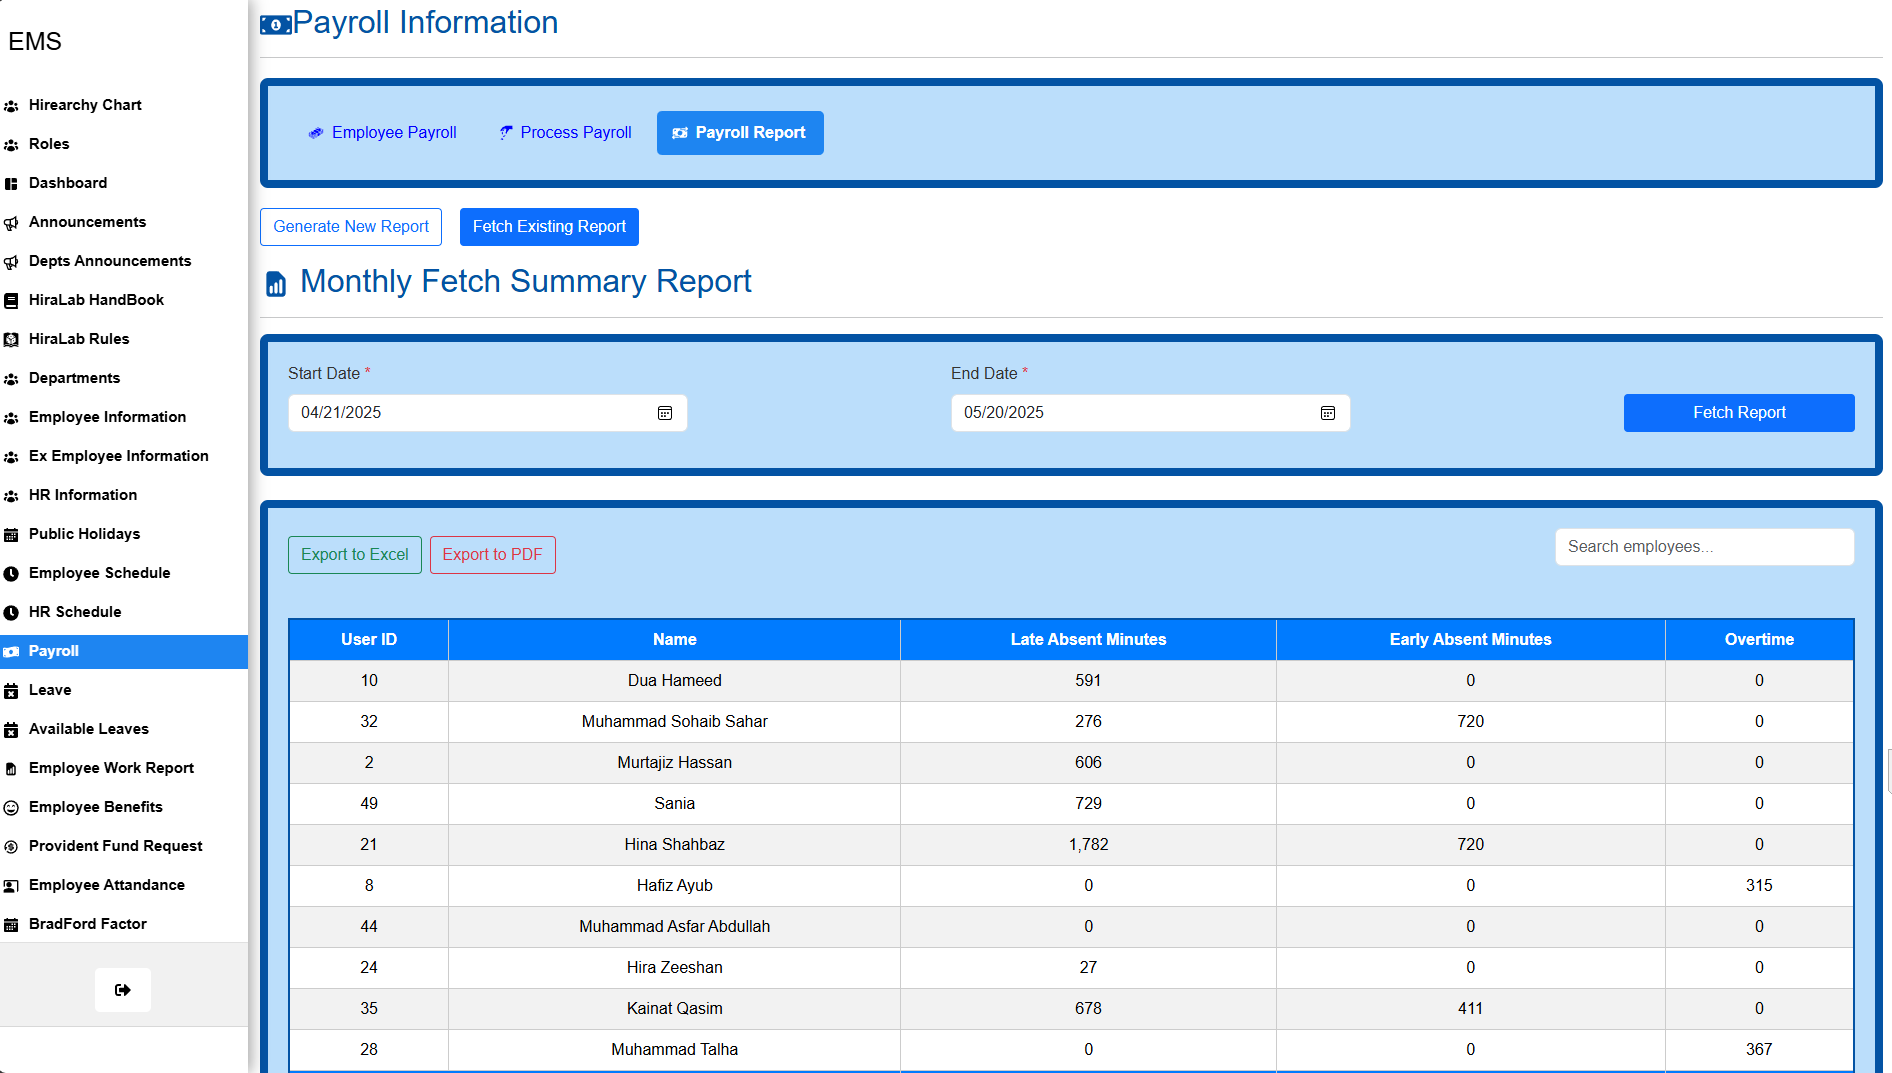 EMS
Hirearchy Chart
Roles
Dashboard
Announcements
Depts Announcements
HiraLab HandBook
HiraLab Rules
Departments
Employee Information
Ex Employee Information
HR Information
Public Holidays
Employee Schedule
HR Schedule
Payroll
Leave
Available Leaves
Employee Work Report
Employee Benefits
Provident Fund Request
Employee Attandance
BradFord Factor
Payroll Information
Employee Payroll Process Payroll Payroll Report
Generate New Report Fetch Existing Report
Monthly Fetch Summary Report
Start Date * End Date *
04/21/2025 05/20/2025 Fetch Report
Export to Excel Export to PDF Search employees...
User ID Name Late Absent Minutes Early Absent Minutes Overtime
10 Dua Hameed 591 0 0
32 Muhammad Sohaib Sahar 276 720 0
2 Murtajiz Hassan 606 0 0
49 Sania 729 0 0
21 Hina Shahbaz 1,782 720 0
8 Hafiz Ayub 0 0 315
44 Muhammad Asfar Abdullah 0 0 0
24 Hira Zeeshan 27 0 0
35 Kainat Qasim 678 411 0
28 Muhammad Talha 0 0 367